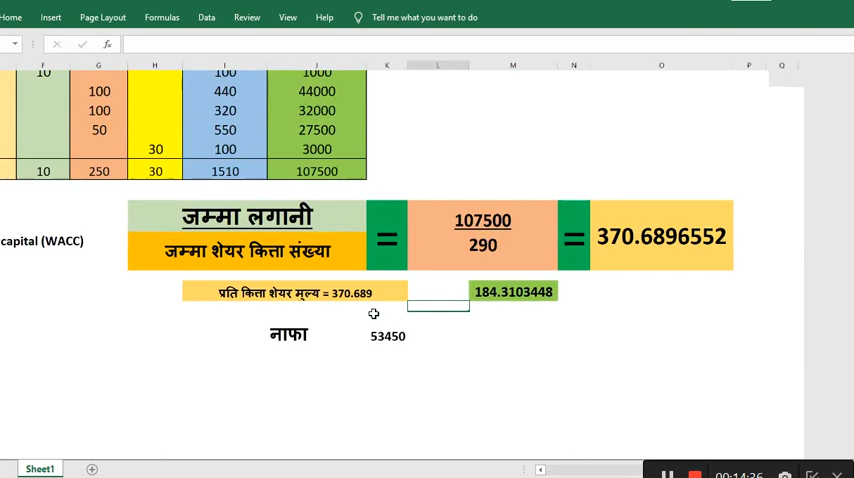 Home Insert Page Layout Formulas Data Review View Help Tell me what you want to do
fx
F G H I J K L M N O P Q
10 100 1000
100 440 44000
100 320 32000
50 550 27500
30 100 3000
10 250 30 1510 107500
capital (WACC)
जम्मा लगानी
जम्मा शेयर कित्ता संख्या
=
107500
290
=
370.6896552
प्रति कित्ता शेयर मूल्य = 370.689
184.3103448
नाफा 53450
Sheet1
00:14:36